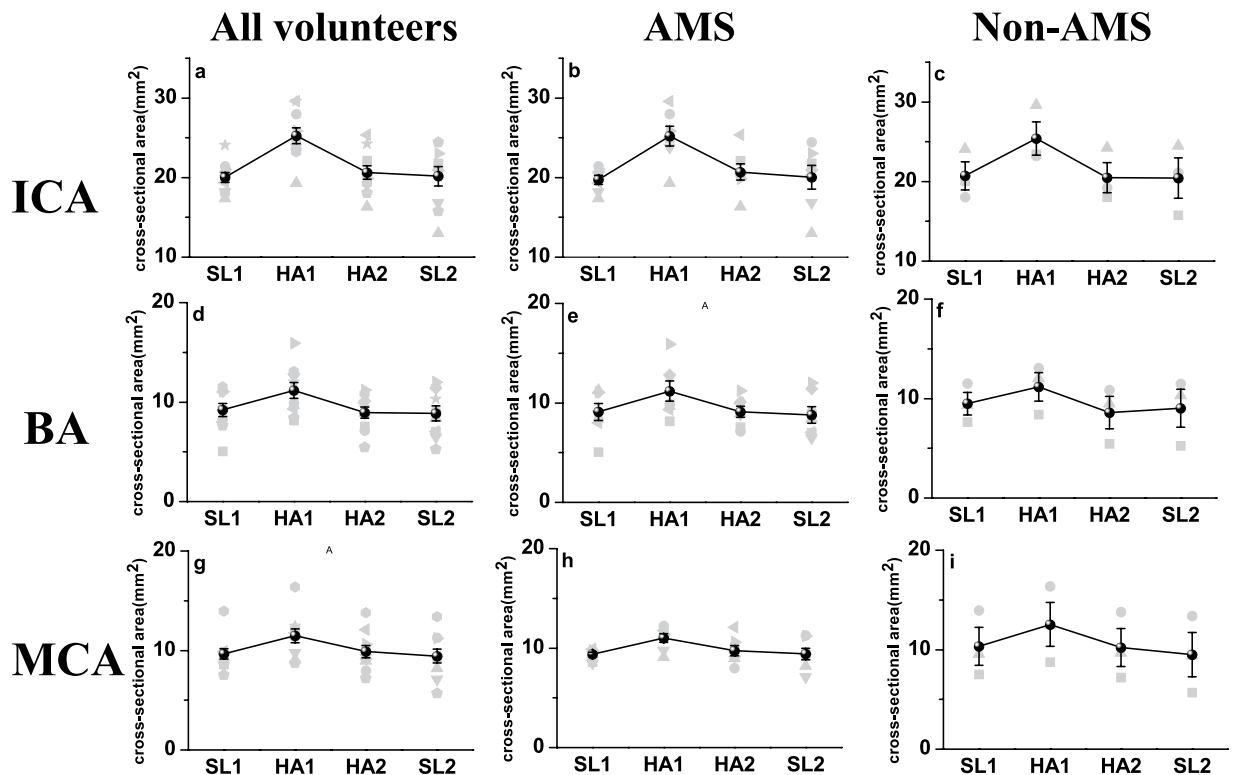 All volunteers AMS Non-AMS
ICA
a
cross-sectional area(mm²)
30
20
10
SL1 HA1 HA2 SL2
b
cross-sectional area(mm²)
30
20
10
SL1 HA1 HA2 SL2
c
cross-sectional area(mm²)
30
20
10
SL1 HA1 HA2 SL2
BA
d
cross-sectional area(mm²)
20
10
0
SL1 HA1 HA2 SL2
e
A
cross-sectional area(mm²)
20
10
0
SL1 HA1 HA2 SL2
f
cross-sectional area(mm²)
20
10
0
SL1 HA1 HA2 SL2
MCA
g
A
cross-sectional area(mm²)
20
10
0
SL1 HA1 HA2 SL2
h
cross-sectional area(mm²)
20
10
0
SL1 HA1 HA2 SL2
i
cross-sectional area(mm²)
20
10
0
SL1 HA1 HA2 SL2